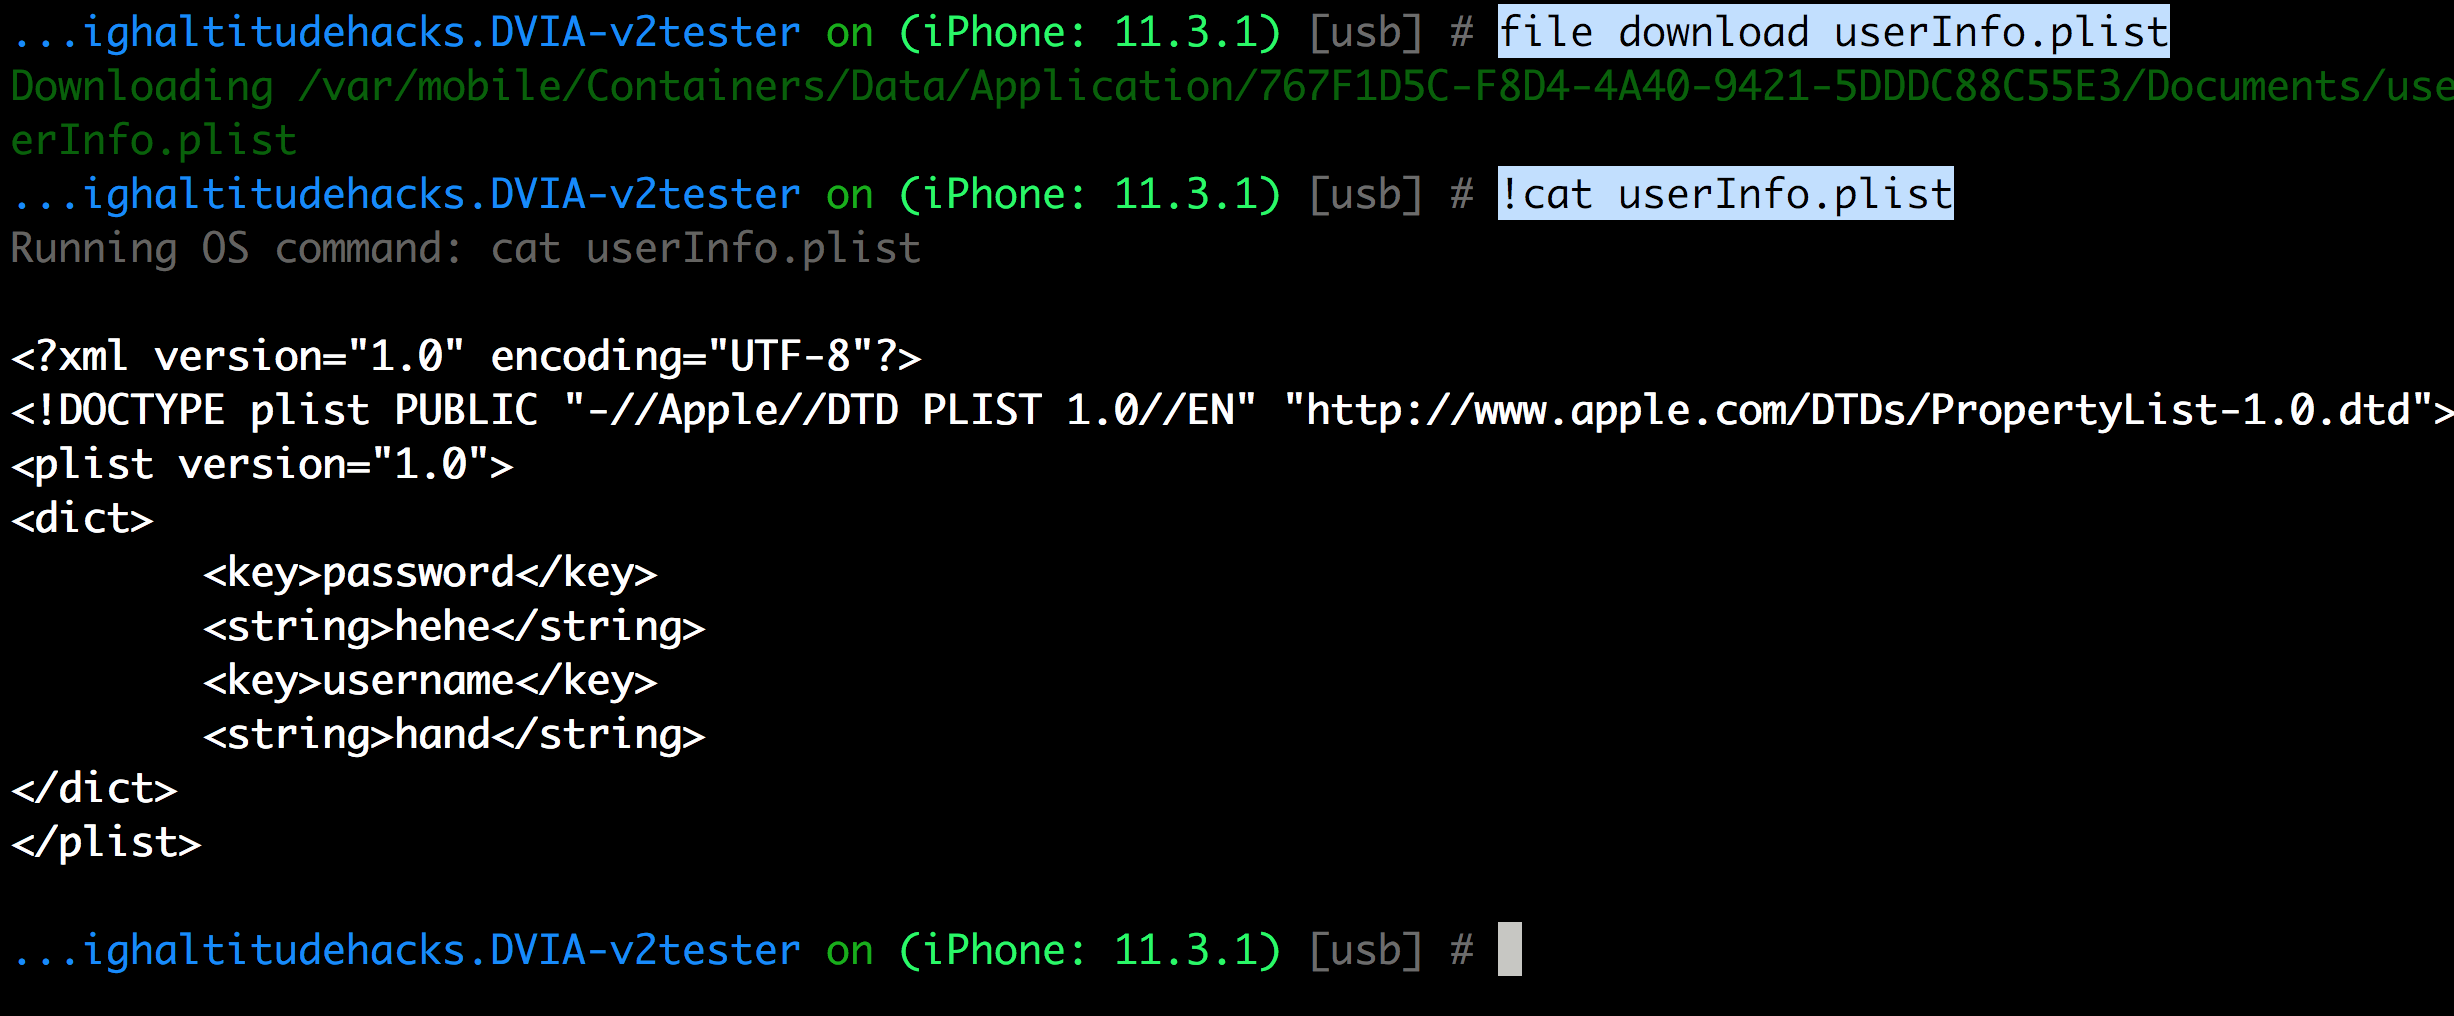 ...ighaltitudehacks.DVIA-v2tester on (iPhone: 11.3.1) [usb] # file download userInfo.plist
Downloading /var/mobile/Containers/Data/Application/767F1D5C-F8D4-4A40-9421-5DDDC88C55E3/Documents/use
erInfo.plist
...ighaltitudehacks.DVIA-v2tester on (iPhone: 11.3.1) [usb] # !cat userInfo.plist
Running OS command: cat userInfo.plist
<?xml version="1.0" encoding="UTF-8"?>
<!DOCTYPE plist PUBLIC "-//Apple//DTD PLIST 1.0//EN" "http://www.apple.com/DTDs/PropertyList-1.0.dtd">
<plist version="1.0">
<dict>
<key>password</key>
<string>hehe</string>
<key>username</key>
<string>hand</string>
</dict>
</plist>
...ighaltitudehacks.DVIA-v2tester on (iPhone: 11.3.1) [usb] #